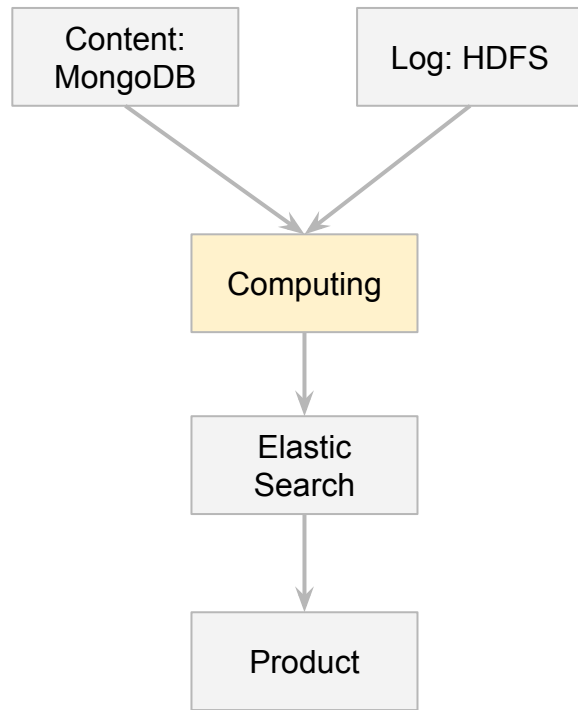 Content:
MongoDB
Log: HDFS
Computing
Elastic
Search
Product